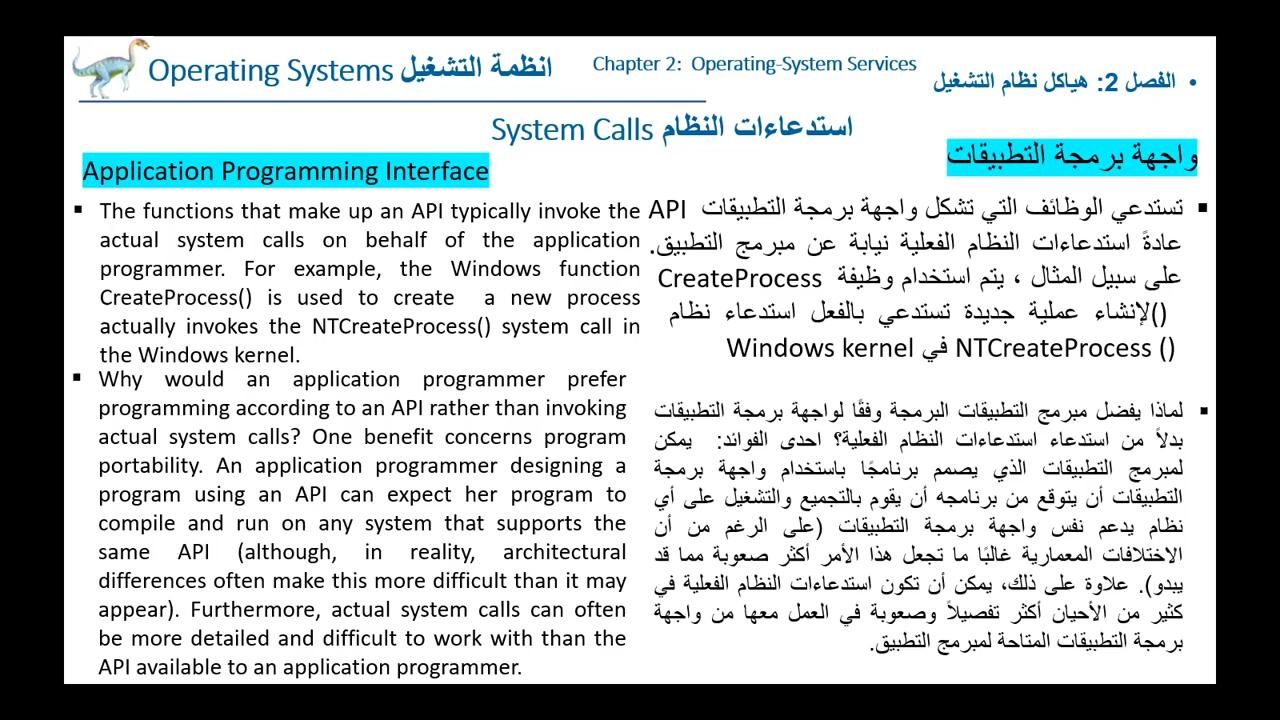 Operating Systems انظمة التشغيل
Chapter 2: Operating-System Services
• الفصل 2: هياكل نظام التشغيل
System Calls استدعاءات النظام
Application Programming Interface
▪ The functions that make up an API typically invoke the
actual system calls on behalf of the application
programmer. For example, the Windows function
CreateProcess() is used to create a new process
actually invokes the NTCreateProcess() system call in
the Windows kernel.
▪ Why would an application programmer prefer
programming according to an API rather than invoking
actual system calls? One benefit concerns program
portability. An application programmer designing a
program using an API can expect her program to
compile and run on any system that supports the
same API (although, in reality, architectural
differences often make this more difficult than it may
appear). Furthermore, actual system calls can often
be more detailed and difficult to work with than the
API available to an application programmer.
واجهة برمجة التطبيقات
▪ تستدعي الوظائف التي تشكل واجهة برمجة التطبيقات API
عادةً استدعاءات النظام الفعلية نيابة عن مبرمج التطبيق.
على سبيل المثال ، يتم استخدام وظيفة CreateProcess
()لإنشاء عملية جديدة تستدعي بالفعل استدعاء نظام
NTCreateProcess () في Windows kernel
▪ لماذا يفضل مبرمج التطبيقات البرمجة وفقًا لواجهة برمجة التطبيقات
بدلاً من استدعاء استدعاءات النظام الفعلية؟ احدى الفوائد: يمكن
لمبرمج التطبيقات الذي يصمم برنامجًا باستخدام واجهة برمجة
التطبيقات أن يتوقع من برنامجه أن يقوم بالتجميع والتشغيل على أي
نظام يدعم نفس واجهة برمجة التطبيقات (على الرغم من أن
الاختلافات المعمارية غالبًا ما تجعل هذا الأمر أكثر صعوبة مما قد
يبدو). علاوة على ذلك، يمكن أن تكون استدعاءات النظام الفعلية في
كثير من الأحيان أكثر تفصيلاً وصعوبة في العمل معها من واجهة
برمجة التطبيقات المتاحة لمبرمج التطبيق.